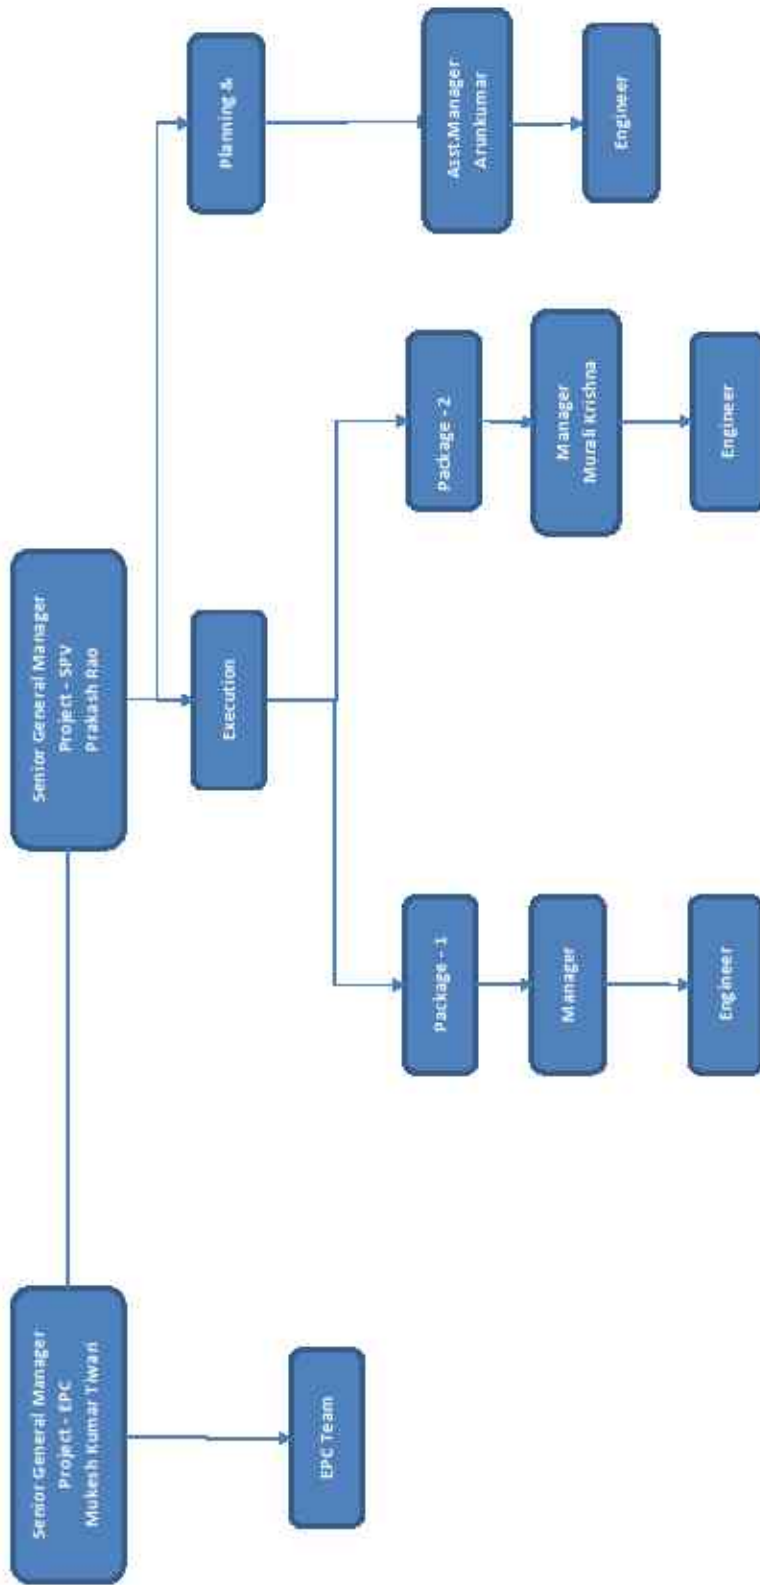 Senior General Manager
Project - EPC
Mukesh Kumar Tiwari
Senior General Manager
Project - SPV
Prakash Rao
EPC Team
Execution
Planning &
Package - 1
Package - 2
Asst.Manager
Arunkumar
Manager
Manager
Murali Krishna
Engineer
Engineer
Engineer